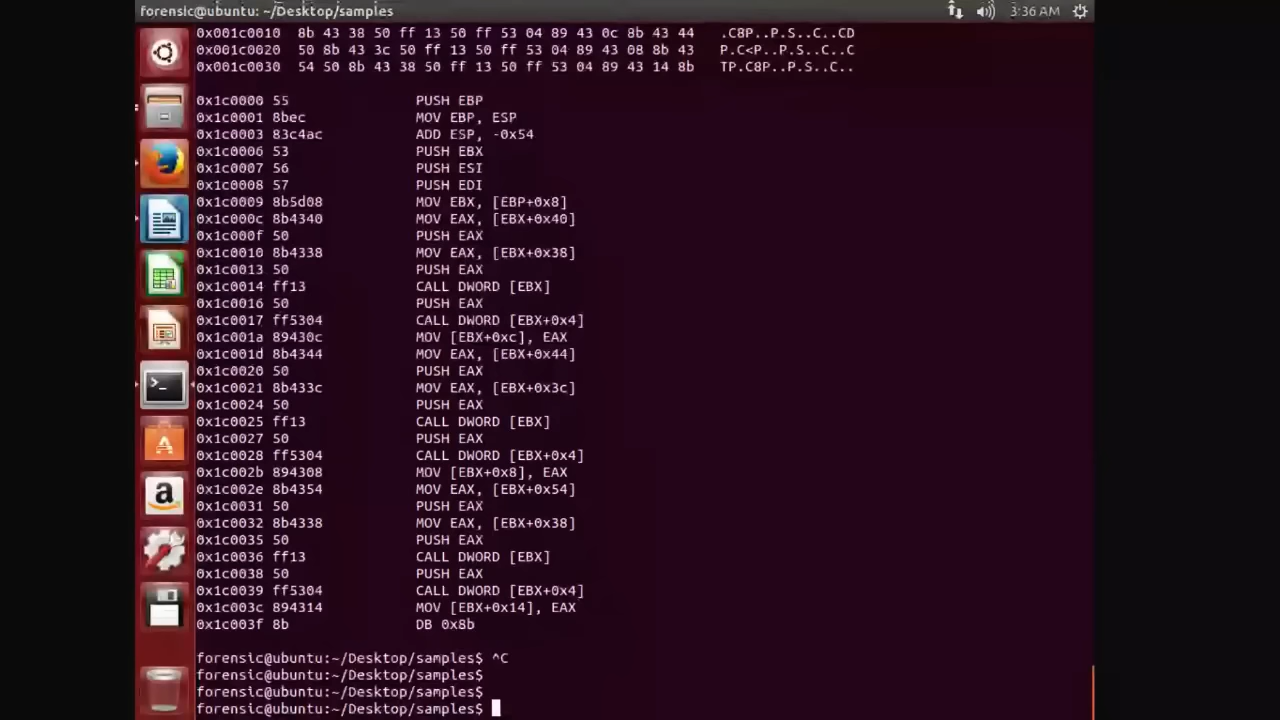 forensic@ubuntu: ~/Desktop/samples 3:36 AM
0x001c0010 8b 43 38 50 ff 13 50 ff 53 04 89 43 0c 8b 43 44 .C8P..P.S..C..CD
0x001c0020 50 8b 43 3c 50 ff 13 50 ff 53 04 89 43 08 8b 43 P.C<P..P.S..C..C
0x001c0030 54 50 8b 43 38 50 ff 13 50 ff 53 04 89 43 14 8b TP.C8P..P.S..C..
0x1c0000 55 PUSH EBP
0x1c0001 8bec MOV EBP, ESP
0x1c0003 83c4ac ADD ESP, -0x54
0x1c0006 53 PUSH EBX
0x1c0007 56 PUSH ESI
0x1c0008 57 PUSH EDI
0x1c0009 8b5d08 MOV EBX, [EBP+0x8]
0x1c000c 8b4340 MOV EAX, [EBX+0x40]
0x1c000f 50 PUSH EAX
0x1c0010 8b4338 MOV EAX, [EBX+0x38]
0x1c0013 50 PUSH EAX
0x1c0014 ff13 CALL DWORD [EBX]
0x1c0016 50 PUSH EAX
0x1c0017 ff5304 CALL DWORD [EBX+0x4]
0x1c001a 89430c MOV [EBX+0xc], EAX
0x1c001d 8b4344 MOV EAX, [EBX+0x44]
0x1c0020 50 PUSH EAX
0x1c0021 8b433c MOV EAX, [EBX+0x3c]
0x1c0024 50 PUSH EAX
0x1c0025 ff13 CALL DWORD [EBX]
0x1c0027 50 PUSH EAX
0x1c0028 ff5304 CALL DWORD [EBX+0x4]
0x1c002b 894308 MOV [EBX+0x8], EAX
0x1c002e 8b4354 MOV EAX, [EBX+0x54]
0x1c0031 50 PUSH EAX
0x1c0032 8b4338 MOV EAX, [EBX+0x38]
0x1c0035 50 PUSH EAX
0x1c0036 ff13 CALL DWORD [EBX]
0x1c0038 50 PUSH EAX
0x1c0039 ff5304 CALL DWORD [EBX+0x4]
0x1c003c 894314 MOV [EBX+0x14], EAX
0x1c003f 8b DB 0x8b
forensic@ubuntu:~/Desktop/samples$ ^C
forensic@ubuntu:~/Desktop/samples$
forensic@ubuntu:~/Desktop/samples$
forensic@ubuntu:~/Desktop/samples$